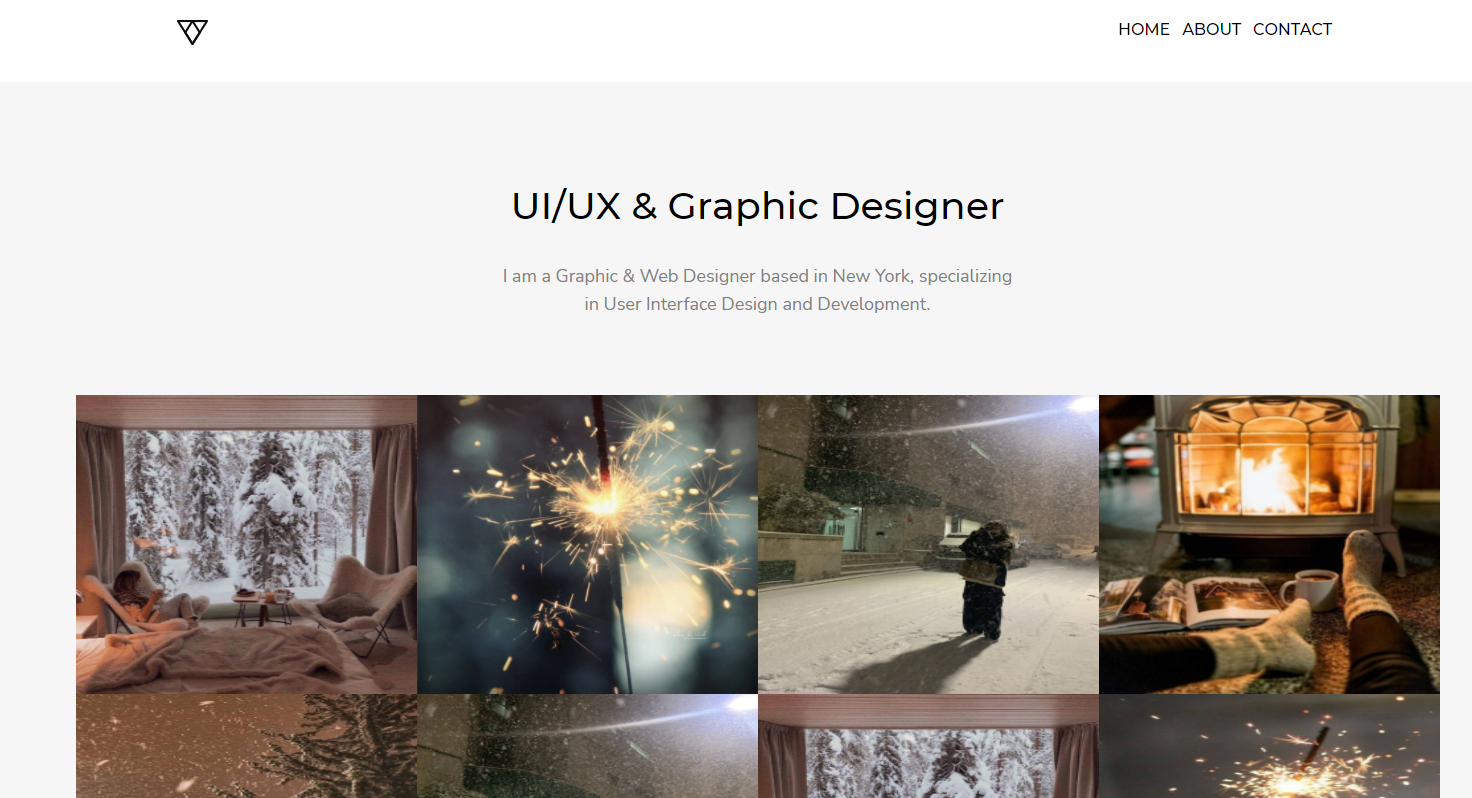 HOME ABOUT CONTACT
UI/UX & Graphic Designer
I am a Graphic & Web Designer based in New York, specializing
in User Interface Design and Development.